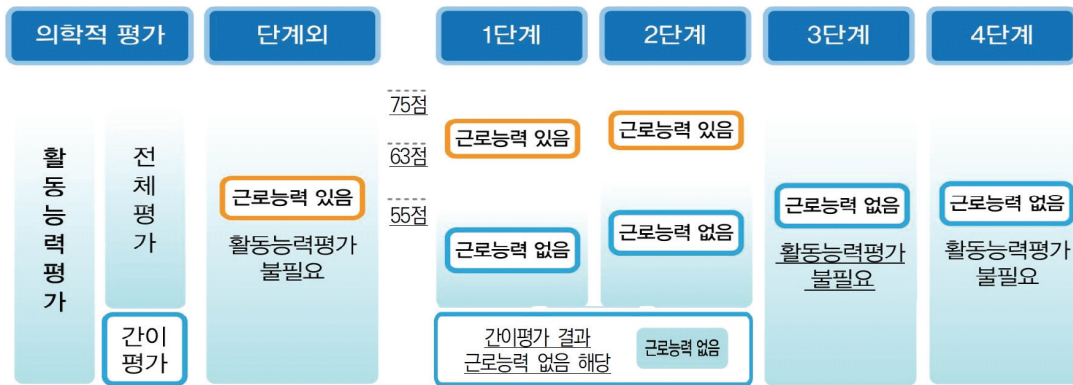 의학적 평가
단계외
1단계
2단계
3단계
4단계
활동능력평가
전체평가
간이
평가
근로능력 있음
활동능력평가
불필요
75점
63점
55점
근로능력 있음
근로능력 없음
근로능력 있음
근로능력 없음
간이평가 결과
근로능력 없음 해당
근로능력 없음
근로능력 없음
활동능력평가
불필요
근로능력 없음
활동능력평가
불필요